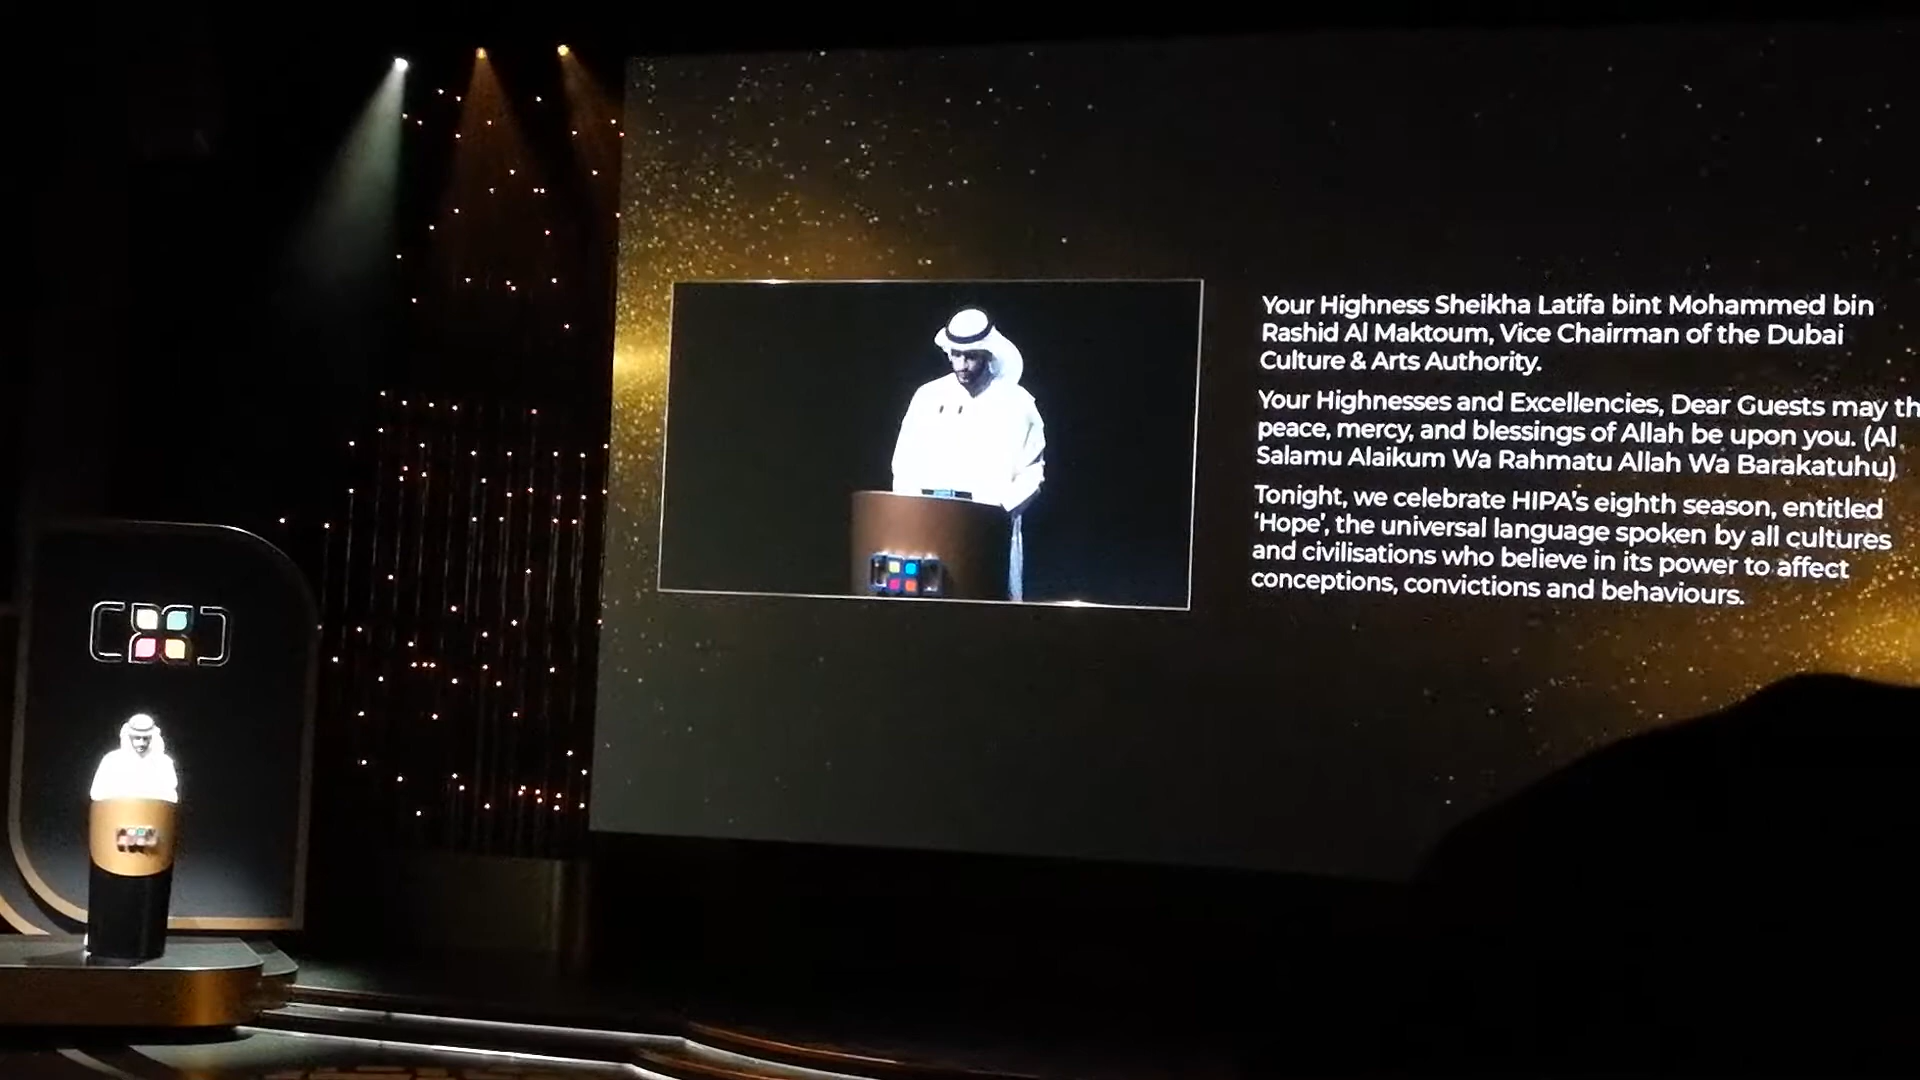 Your Highness Sheikha Latifa bint Mohammed bin
Rashid Al Maktoum, Vice Chairman of the Dubai
Culture & Arts Authority.
Your Highnesses and Excellencies, Dear Guests may th
peace, mercy, and blessings of Allah be upon you. (Al
Salamu Alaikum Wa Rahmatu Allah Wa Barakatuhu)
Tonight, we celebrate HIPA's eighth season, entitled
‘Hope’, the universal language spoken by all cultures
and civilisations who believe in its power to affect
conceptions, convictions and behaviours.